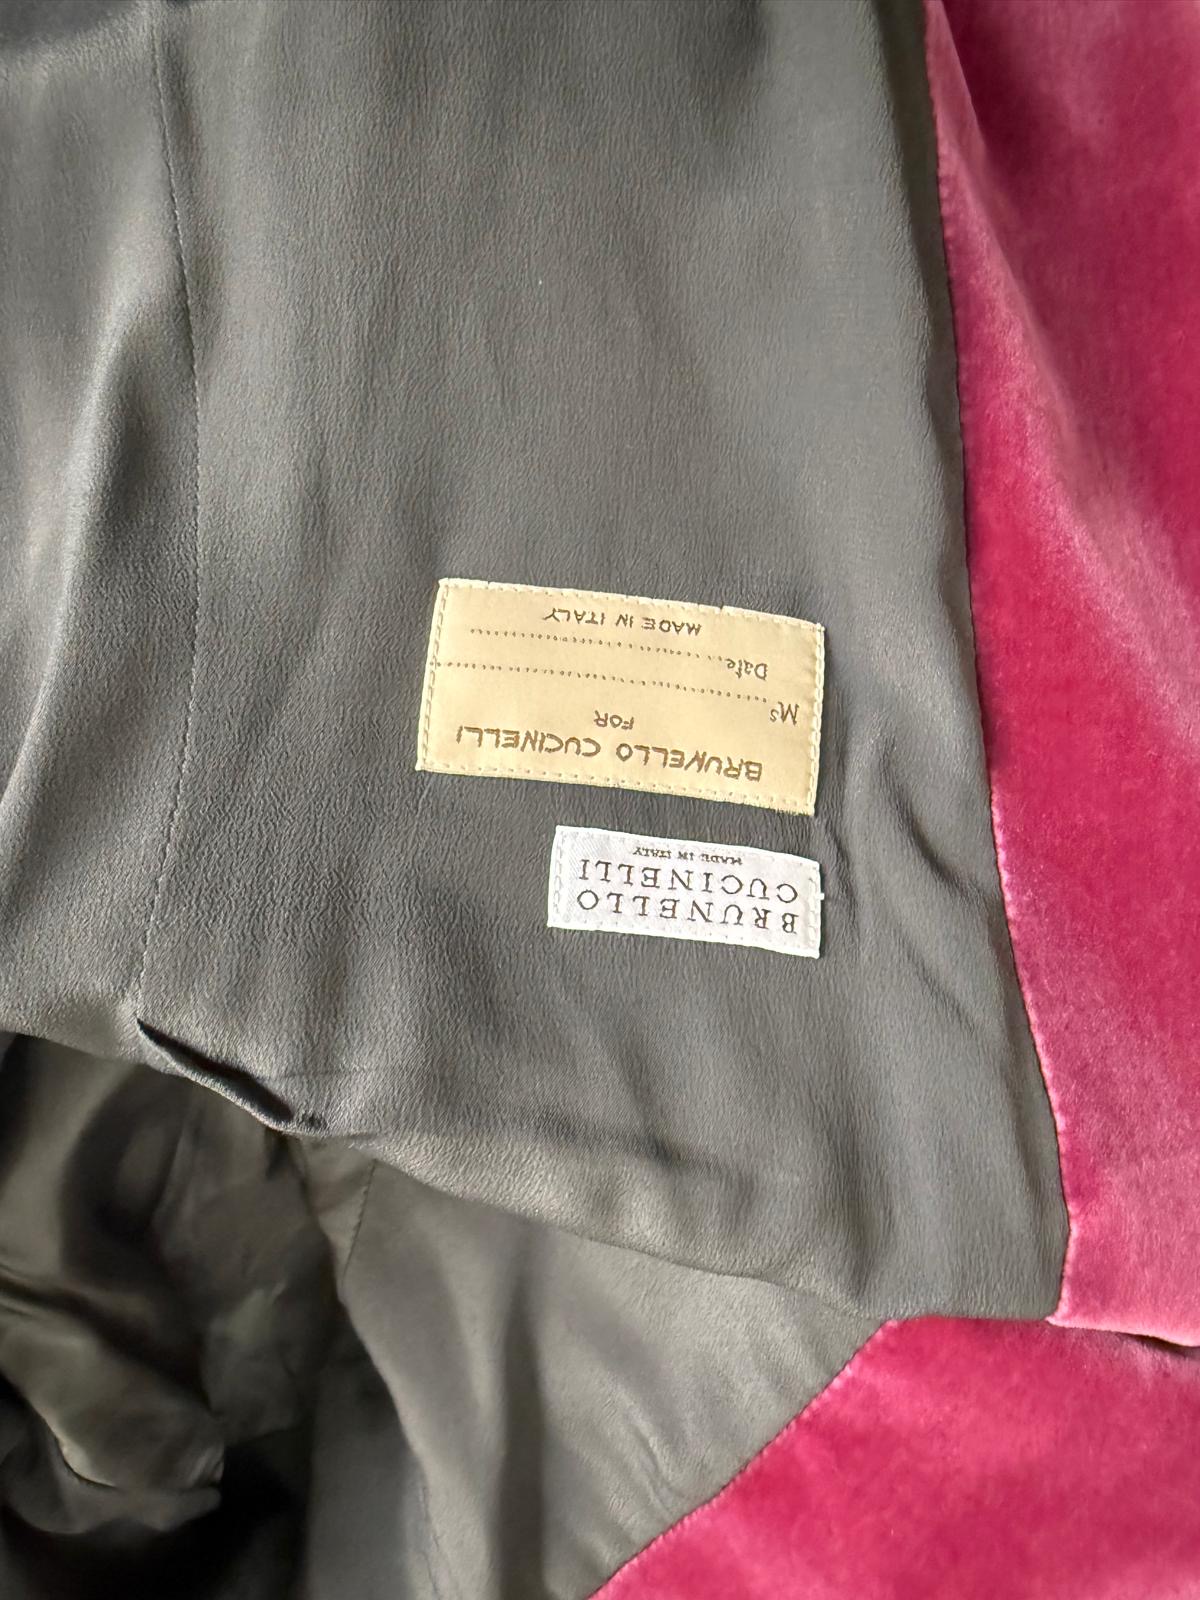 BRUNELLO
CUCINELLI
MADE IN ITALY
BRUNELLO CUCINELLI
FOR
Ms....................................
Date..............................
MADE IN ITALY